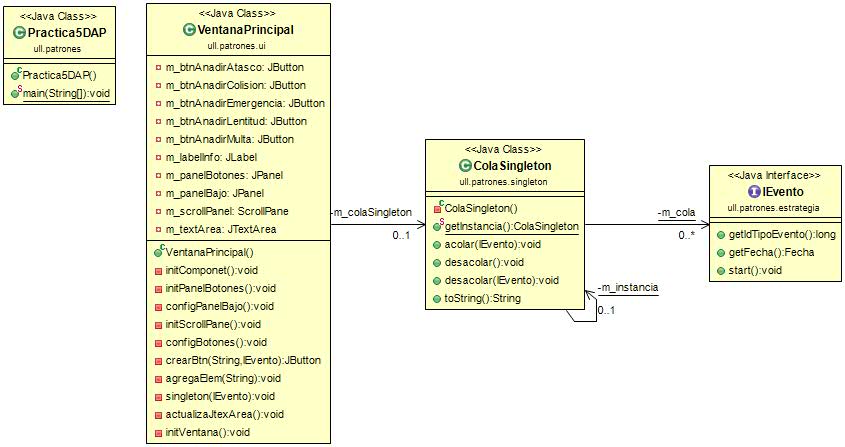 <<Java Class>>
Practica5DAP
ull.patrones
Practica5DAP()
main(String[]):void
<<Java Class>>
VentanaPrincipal
ull.patrones.ui
m_btnAnadirAtasco: JButton
m_btnAnadirColision: JButton
m_btnAnadirEmergencia: JButton
m_btnAnadirLentitud: JButton
m_btnAnadirMulta: JButton
m_labelInfo: JLabel
m_panelBotones: JPanel
m_panelBajo: JPanel
m_scrollPanel: ScrollPane
m_textArea: JTextArea
VentanaPrincipal()
initComponet():void
initPanelBotones():void
configPanelBajo():void
initScrollPane():void
configBotones():void
crearBtn(String,IEvento):JButton
agregaElem(String):void
singleton(IEvento):void
actualizaJtexArea():void
initVentana():void
-m_colaSingleton
0..1
<<Java Class>>
ColaSingleton
ull.patrones.singleton
ColaSingleton()
getInstancia():ColaSingleton
acolar(IEvento):void
desacolar():void
desacolar(IEvento):void
toString():String
-m_instancia
0..1
-m_cola
0..*
<<Java Interface>>
IEvento
ull.patrones.estrategia
getIdTipoEvento():long
getFecha():Fecha
start():void